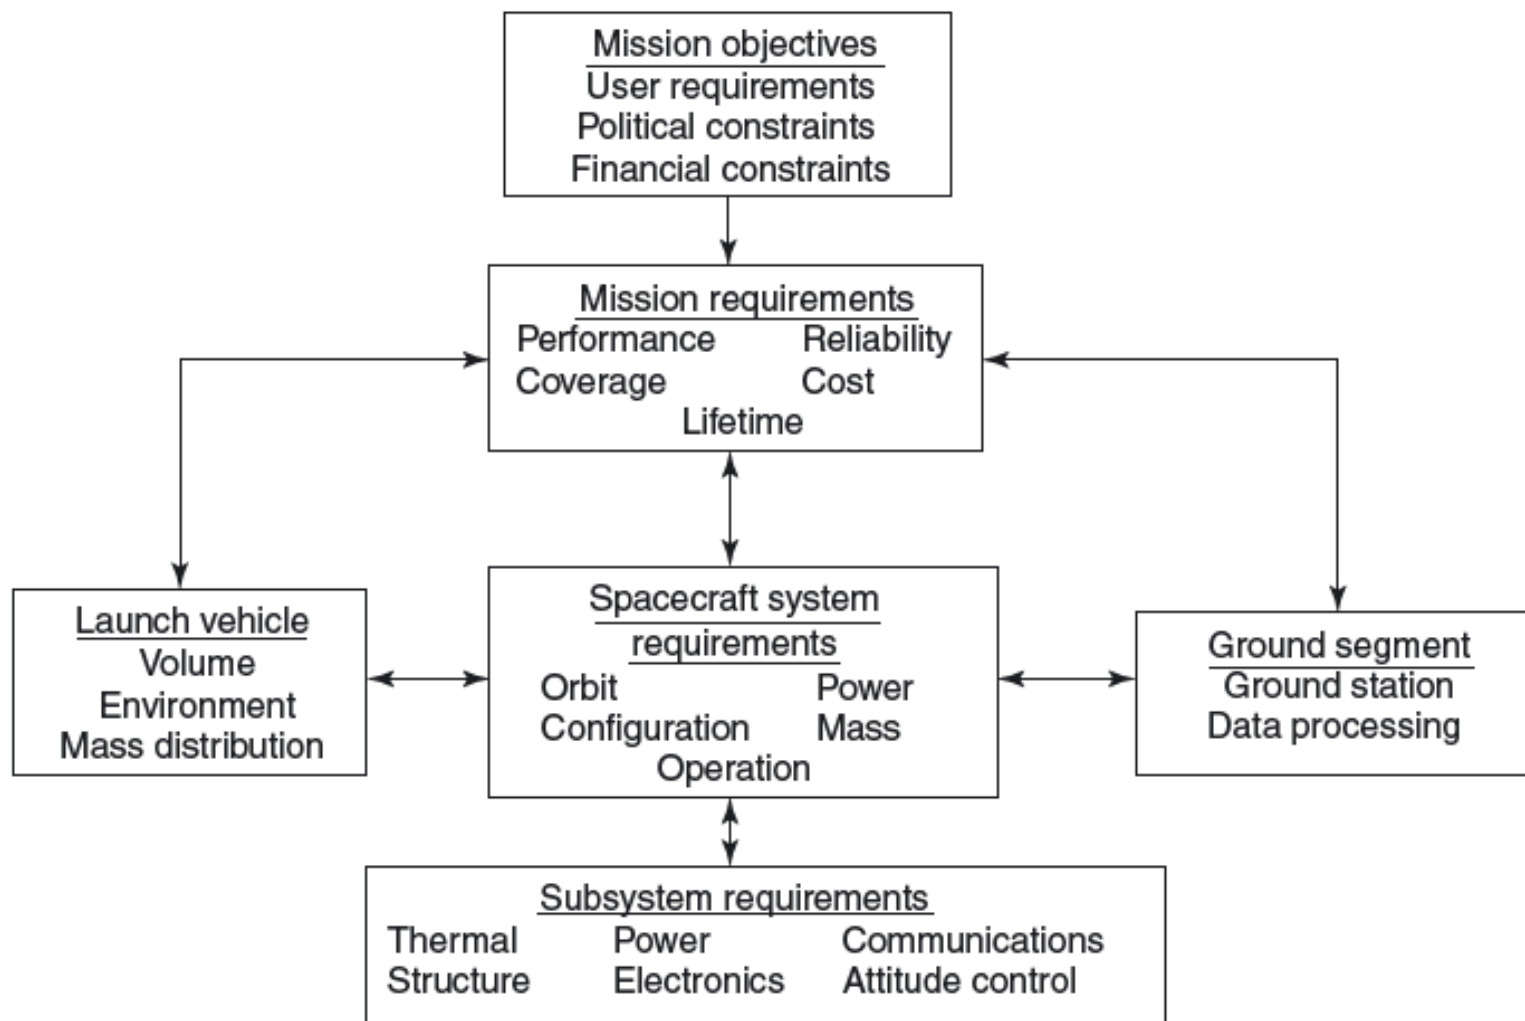 Mission objectives
User requirements
Political constraints
Financial constraints
Mission requirements
Performance Reliability
Coverage Cost
Lifetime
Launch vehicle
Volume
Environment
Mass distribution
Spacecraft system
requirements
Orbit Power
Configuration Mass
Operation
Ground segment
Ground station
Data processing
Subsystem requirements
Thermal Power Communications
Structure Electronics Attitude control